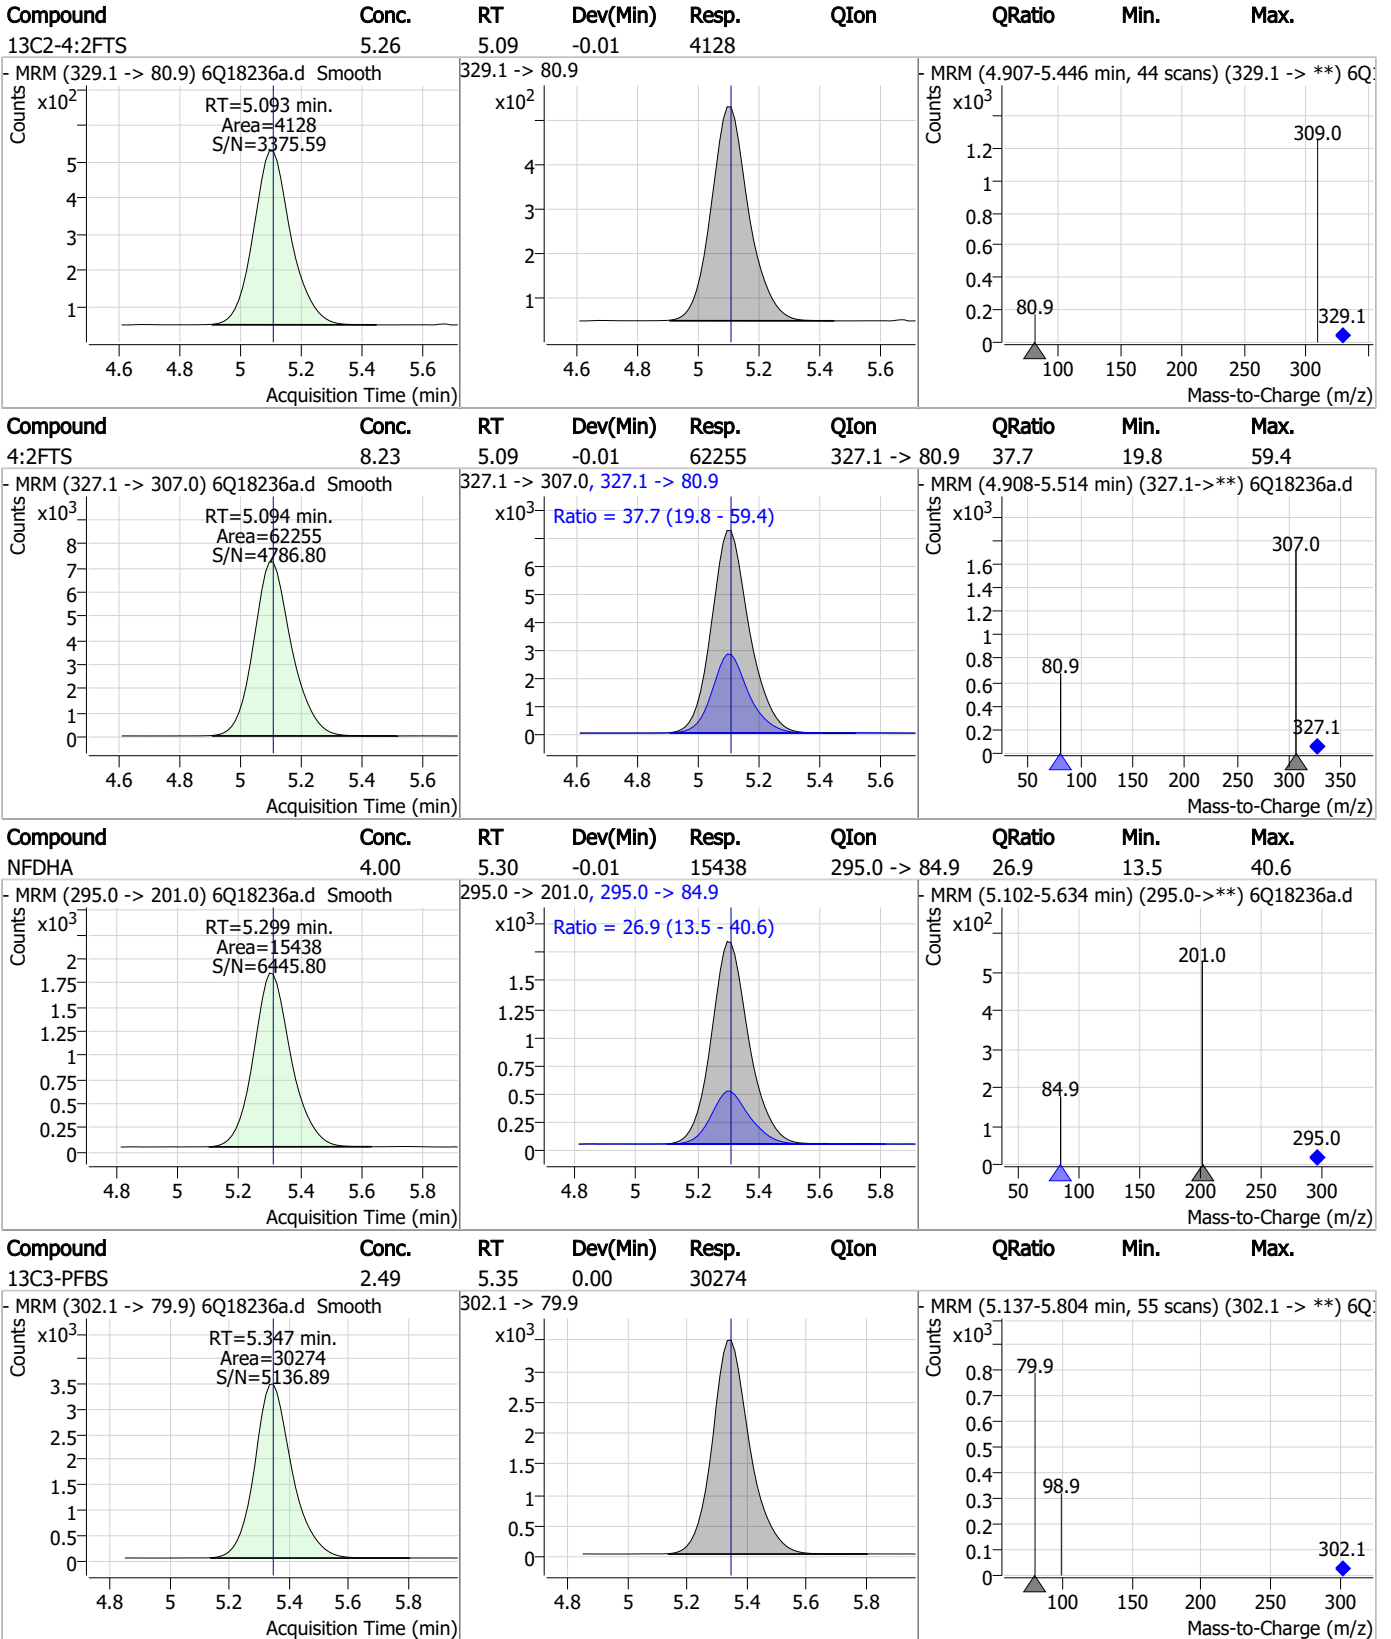 Compound Conc. RT Dev(Min) Resp. QIon QRatio Min. Max.
13C2-4:2FTS 5.26 5.09 -0.01 4128
- MRM (329.1 -> 80.9) 6Q18236a.d Smooth
Counts
x10^2
RT=5.093 min.
Area=4128
S/N=3375.59
5
4
3
2
1
4.6 4.8 5 5.2 5.4 5.6
Acquisition Time (min)
329.1 -> 80.9
x10^2
4
3
2
1
4.6 4.8 5 5.2 5.4 5.6
- MRM (4.907-5.446 min, 44 scans) (329.1 -> **) 6Q1
Counts
x10^3
309.0
1.2
1
0.8
0.6
0.4
0.2
0
80.9
329.1
100 150 200 250 300
Mass-to-Charge (m/z)
Compound Conc. RT Dev(Min) Resp. QIon QRatio Min. Max.
4:2FTS 8.23 5.09 -0.01 62255 327.1 -> 80.9 37.7 19.8 59.4
- MRM (327.1 -> 307.0) 6Q18236a.d Smooth
Counts
x10^3
RT=5.094 min.
Area=62255
S/N=4786.80
8
7
6
5
4
3
2
1
0
4.6 4.8 5 5.2 5.4 5.6
Acquisition Time (min)
327.1 -> 307.0, 327.1 -> 80.9
x10^3
Ratio = 37.7 (19.8 - 59.4)
6
5
4
3
2
1
0
4.6 4.8 5 5.2 5.4 5.6
- MRM (4.908-5.514 min) (327.1->**) 6Q18236a.d
Counts
x10^3
307.0
1.6
1.4
1.2
1
0.8
0.6
0.4
0.2
0
80.9
327.1
50 100 150 200 250 300 350
Mass-to-Charge (m/z)
Compound Conc. RT Dev(Min) Resp. QIon QRatio Min. Max.
NFDHA 4.00 5.30 -0.01 15438 295.0 -> 84.9 26.9 13.5 40.6
- MRM (295.0 -> 201.0) 6Q18236a.d Smooth
Counts
x10^3
RT=5.299 min.
Area=15438
S/N=6445.80
2
1.75
1.5
1.25
1
0.75
0.5
0.25
0
4.8 5 5.2 5.4 5.6 5.8
Acquisition Time (min)
295.0 -> 201.0, 295.0 -> 84.9
x10^3
Ratio = 26.9 (13.5 - 40.6)
1.5
1.25
1
0.75
0.5
0.25
0
4.8 5 5.2 5.4 5.6 5.8
- MRM (5.102-5.634 min) (295.0->**) 6Q18236a.d
Counts
x10^2
201.0
5
4
3
2
1
0
84.9
295.0
50 100 150 200 250 300
Mass-to-Charge (m/z)
Compound Conc. RT Dev(Min) Resp. QIon QRatio Min. Max.
13C3-PFBS 2.49 5.35 0.00 30274
- MRM (302.1 -> 79.9) 6Q18236a.d Smooth
Counts
x10^3
RT=5.347 min.
Area=30274
S/N=5136.89
3.5
3
2.5
2
1.5
1
0.5
0
4.8 5 5.2 5.4 5.6 5.8
Acquisition Time (min)
302.1 -> 79.9
x10^3
3
2.5
2
1.5
1
0.5
0
4.8 5 5.2 5.4 5.6 5.8
- MRM (5.137-5.804 min, 55 scans) (302.1 -> **) 6Q1
Counts
x10^3
79.9
0.8
0.7
0.6
0.5
0.4
0.3
0.2
0.1
0
98.9
302.1
100 150 200 250 300
Mass-to-Charge (m/z)